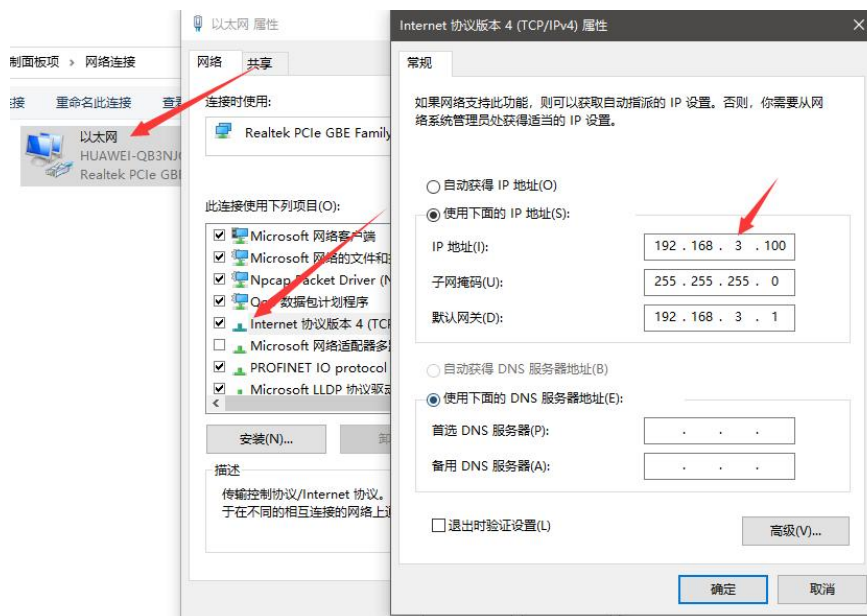 制面板项 › 网络连接
重命名此连接
以太网
Realtek PCIe
以太网 属性
网络
共享
连接时使用:
Realtek PCIe GBE Family
此连接使用下列项目(O):
Microsoft 网络客户端
Microsoft 网络的文件和
Npcap Packet Driver
QoS 数据包计划程序
Internet 协议版本 4
Microsoft 网络适配器多
PROFINET IO protocol
Microsoft LLDP 协议驱动
安装(N)...
描述
传输控制协议/Internet 协议。
于在不同的相互连接的网络上
Internet 协议版本 4 (TCP/IPv4) 属性
常规
如果网络支持此功能，则可以获取自动指派的 IP 设置。否则，你需要从网
络系统管理员处获得适当的 IP 设置。
自动获得 IP 地址(O)
使用下面的 IP 地址(S):
IP 地址(I): 192 . 168 . 3 . 100
子网掩码(U): 255 . 255 . 255 . 0
默认网关(D): 192 . 168 . 3 . 1
自动获得 DNS 服务器地址(B)
使用下面的 DNS 服务器地址(E):
首选 DNS 服务器(P): . . .
备用 DNS 服务器(A): . . .
退出时验证设置(L)
高级(V)...
确定
取消